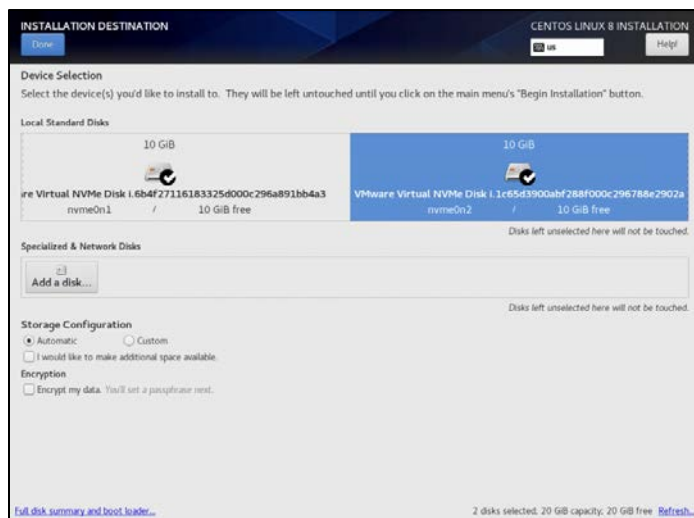 INSTALLATION DESTINATION
CENTOS LINUX 8 INSTALLATION
Done
us
Help!
Device Selection
Select the device(s) you'd like to install to. They will be left untouched until you click on the main menu's "Begin Installation" button.
Local Standard Disks
10 GiB
10 GiB
re Virtual NVMe Disk i.6b4f27116183325d000c296a891bb4a3
VMware Virtual NVMe Disk i.1c65d3900abf288f000c296788e2902a
nvme0n1 / 10 GiB free
nvme0n2 / 10 GiB free
Disks left unselected here will not be touched.
Specialized & Network Disks
Add a disk...
Disks left unselected here will not be touched.
Storage Configuration
Automatic Custom
I would like to make additional space available.
Encryption
Encrypt my data. You'll set a passphrase next.
Full disk summary and boot loader...
2 disks selected, 20 GiB capacity, 20 GiB free Refresh...